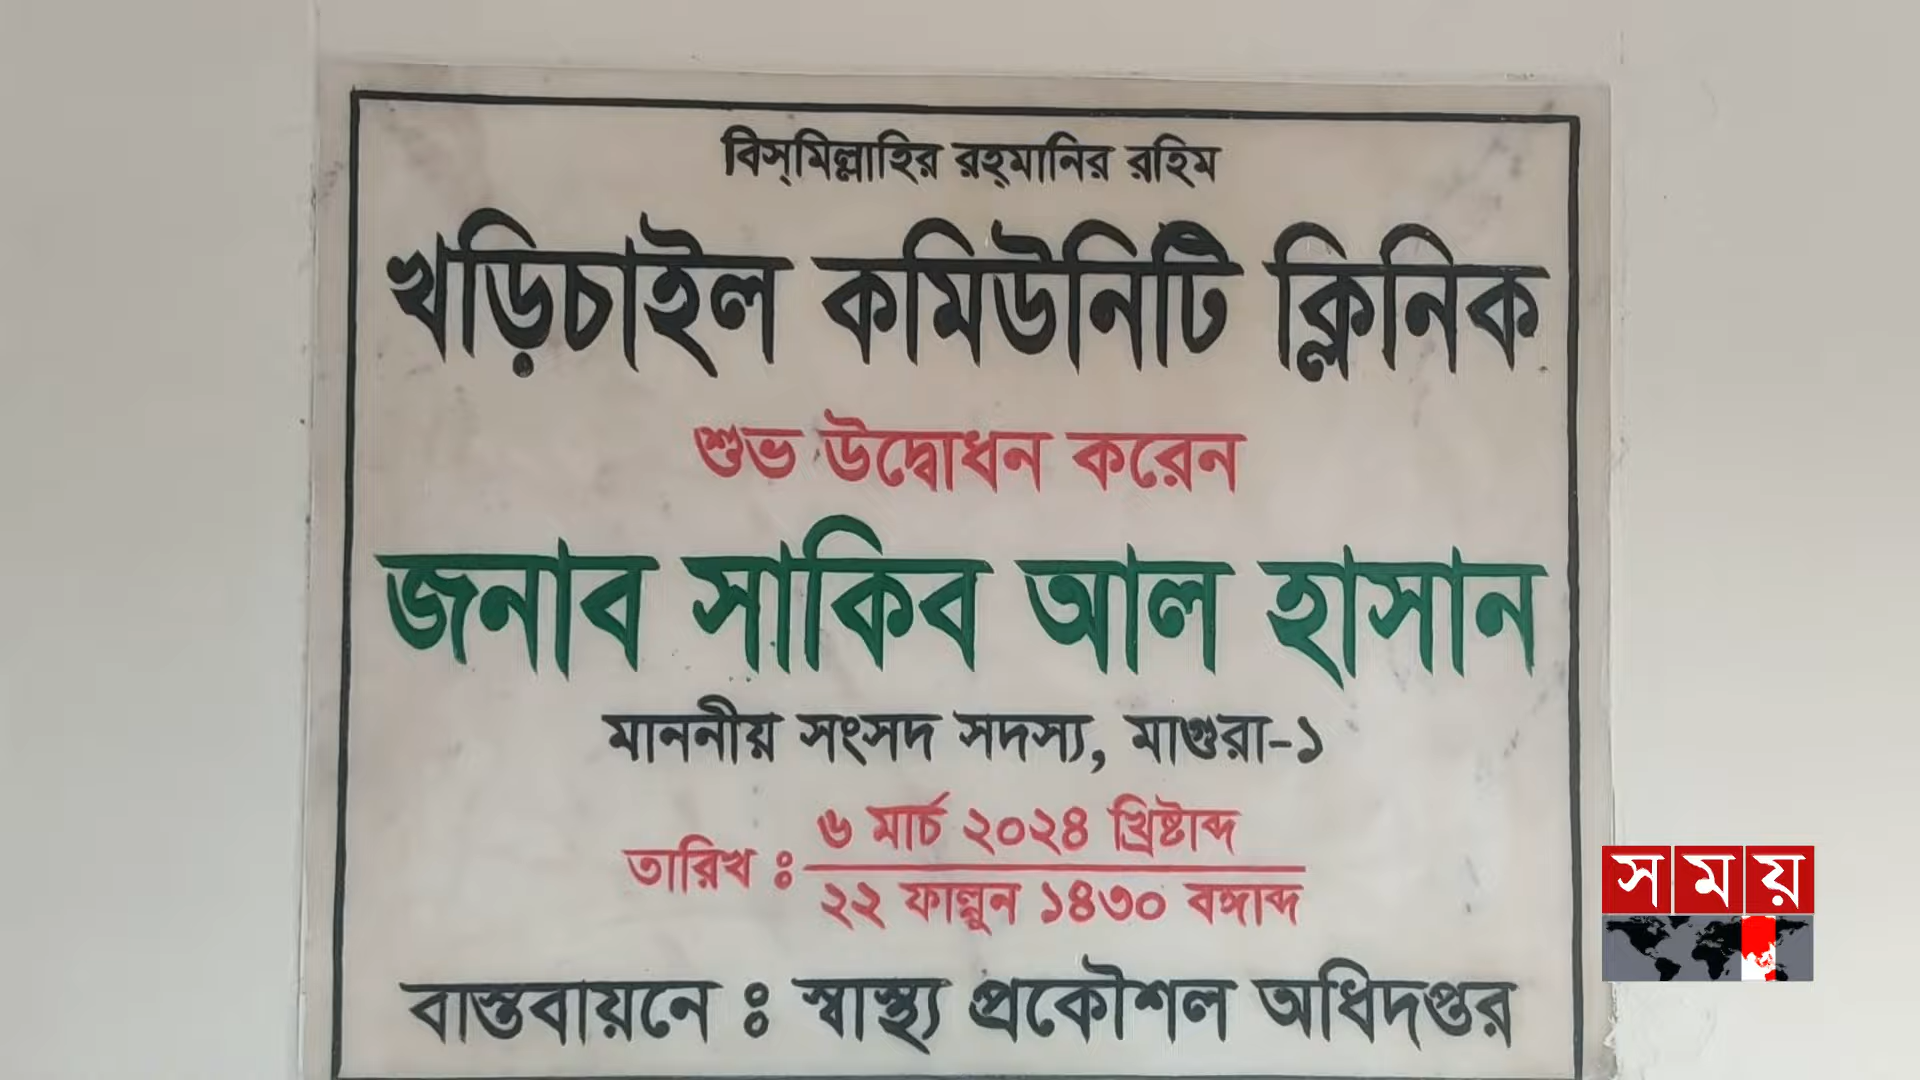 বিস্‌মিল্লাহির রহ্‌মানির রহিম
খড়িচাইল কমিউনিটি ক্লিনিক
শুভ উদ্বোধন করেন
জনাব সাকিব আল হাসান
মাননীয় সংসদ সদস্য, মাগুরা-১
তারিখ ঃ ৬ মার্চ ২০২৪ খ্রিষ্টাব্দ
২২ ফাল্গুন ১৪৩০ বঙ্গাব্দ
বাস্তবায়নে ঃ স্বাস্থ্য প্রকৌশল অধিদপ্তর
সময়